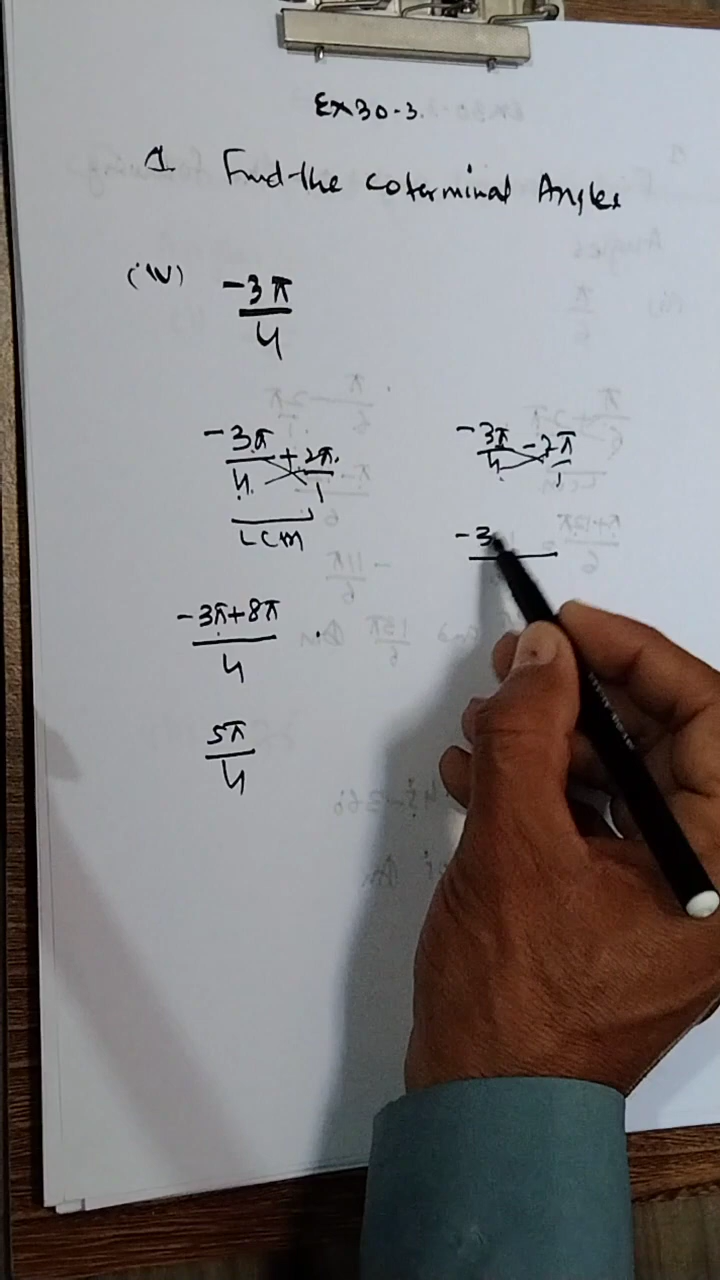 Ex 30-3.
Q Find the coterminal Angles
(iv) -3π/4
-3π/4 + 2π/1
LCM
-3π+8π/4
5π/4
-3π/4 - 2π/1
-3